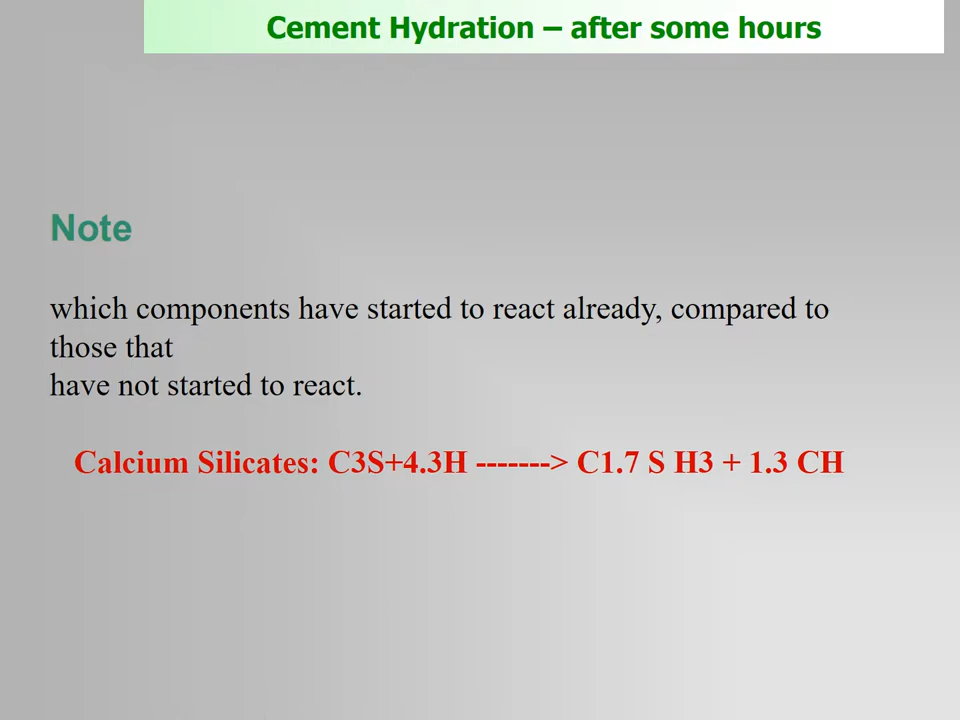 Cement Hydration – after some hours
Note
which components have started to react already, compared to
those that
have not started to react.
Calcium Silicates: C3S+4.3H -------> C1.7 S H3 + 1.3 CH